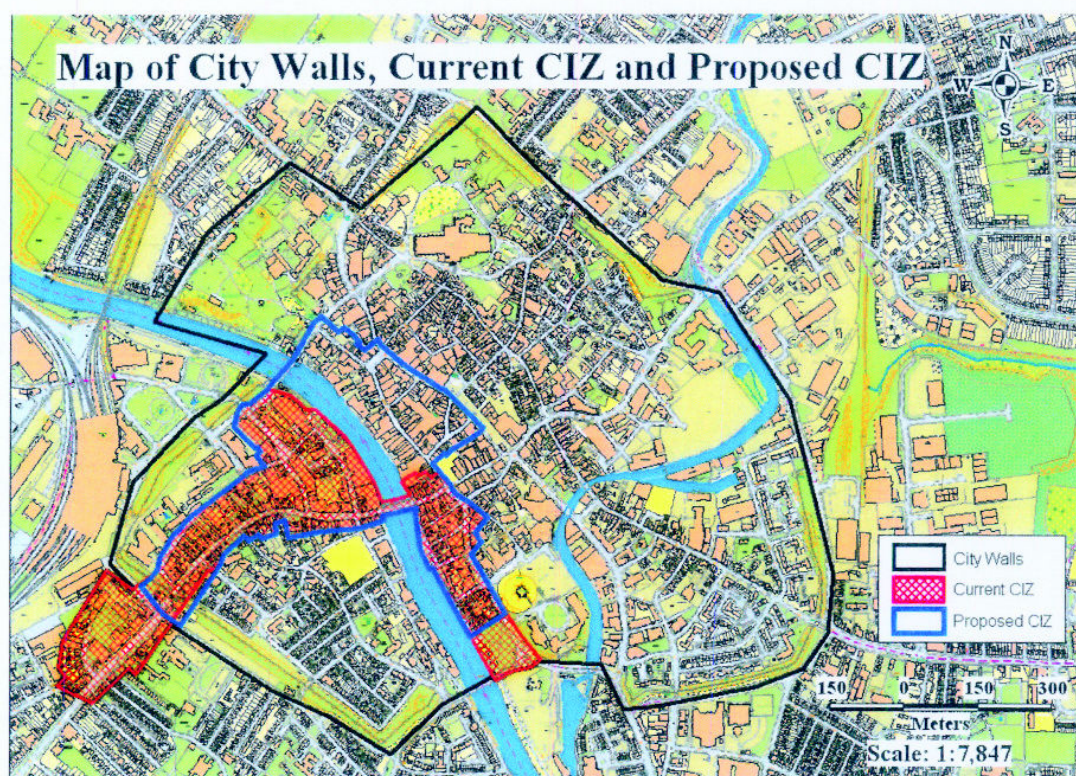 Map of City Walls, Current CIZ and Proposed CIZ
N
W E
S
City Walls
Current CIZ
Proposed CIZ
150 0 150 300
Meters
Scale: 1:7,847